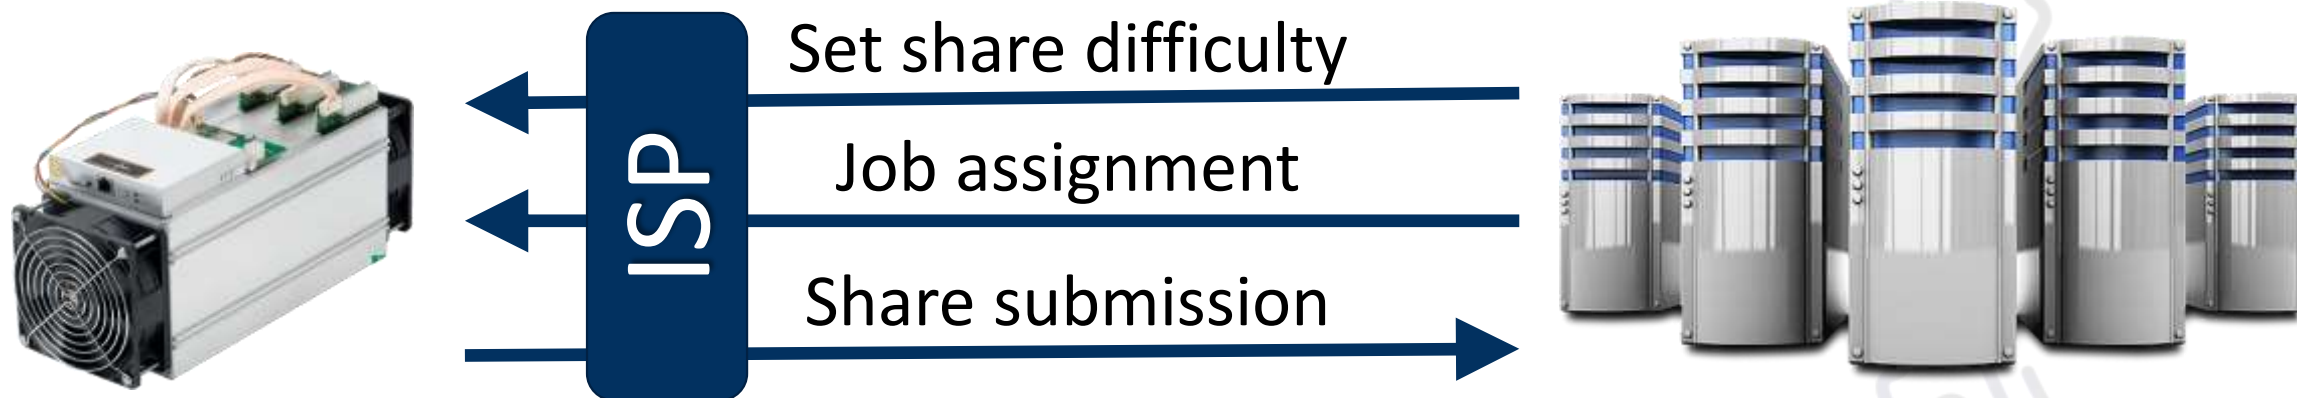 Set share difficulty
ISP
Job assignment
Share submission